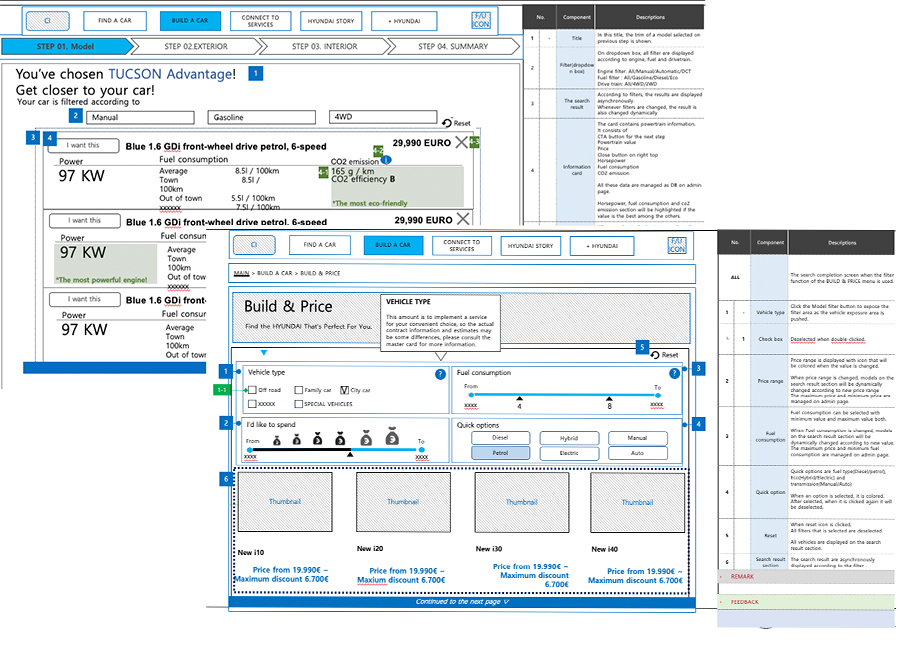 CI
FIND A CAR
BUILD A CAR
CONNECT TO
SERVICES
HYUNDAI STORY
+ HYUNDAI
F/U
ICON
STEP 01. Model
STEP 02.EXTERIOR
STEP 03. INTERIOR
STEP 04. SUMMARY
You've chosen TUCSON Advantage!
1
Get closer to your car!
Your car is filtered according to
2
Manual
Gasoline
4WD
Reset
3
4
I want this
Blue 1.6 GDi front-wheel drive petrol, 6-speed
29,990 EURO
Power
97 KW
Fuel consumption
Average 8.5l / 100km
Town 8.5l /
100km
Out of town 5.5l / 100km
xxxxxx 7.5l / 100km
CO2 emission
165 g / km
CO2 efficiency B
*The most eco-friendly
I want this
Blue 1.6 GDi front-wheel drive petrol, 6-speed
29,990 EURO
Power
97 KW
*The most powerful engine!
Fuel consum
Average
Town
100km
Out of tow
xxxxxx
I want this
Blue 1.6 GDi front-
Power
97 KW
Fuel consur
Average
Town
100km
Out of tow
No. Component Descriptions
1 - Title In this title, the trim of a model selected on
previous step is shown.
2 Filter(dropdow
n box)
On dropdown box, all filter are displayed
according to engine, fuel and drivetrain.
Engine filter: All/Manual/Automatic/DCT
Fuel filter : All/Gasoline/Diesel/Eco
Drive train: All/4WD/2WD
3 The search
result
According to filters, the results are displayed
asynchronously.
Whenever filters are changed, the result is
also changed dynamically.
4 Information
card
The card contains powertrain information.
It consists of
CTA button for the next step
Powertrain value
Price
Close button on right top
Horsepower
Fuel consumption
CO2 emission
All these data are managed as DB on admin
page.
Horsepower, fuel consumption and co2
emission section will be highlighted if the
value is the best among the others.
CI
FIND A CAR
BUILD A CAR
CONNECT TO
SERVICES
HYUNDAI STORY
+ HYUNDAI
F/U
ICON
MAIN > BUILD A CAR > BUILD & PRICE
Build & Price
Find the HYUNDAI That's Perfect For You.
VEHICLE TYPE
This amount is to implement a service
for your convenient choice, so the actual
contract information and estimates may
be some differences, please consult the
master card for more information.
5
Reset
1
Vehicle type
?
1-1
Off road
Family car
City car
XXXXX
SPECIAL VEHICLES
Fuel consumption
?
3
From
To
xxxx
4
8
xxxx
2
I'd like to spend
From
To
xxxx
xxxx
Quick options
4
Diesel
Hybrid
Manual
Petrol
Electric
Auto
6
Thumbnail
Thumbnail
Thumbnail
Thumbnail
New i10
New i20
New i30
New i40
Price from 19.990€ ~
Maximum discount 6.700€
Price from 19.990€ ~
Maxium discount 6.700€
Price from 19.990€ ~
Maximum discount
6.700€
Price from 19.990€ ~
Maximum discount 6.700€
Continued to the next page
No. Component Descriptions
ALL
The search completion screen when the filter
function of the BUILD & PRICE menu is used
1 - Vehicle type Click the Model filter button to expose the
filter area as the vehicle exposure area is
pushed.
1 Check box Deselected when double clicked.
2 Price range
Price range is displayed with icon that will
be colored when the value is changed.
When price range is changed, models on
the search result section will be dynamically
changed according to new price range
The maximum price and minimum price are
managed on admin page.
3 Fuel
consumption
Fuel consumption can be selected with
minimum value and maximum value both.
When Fuel consumption is changed, models
on the search result section will be
dynamically changed according to new value.
The maximum price and minimum fuel
consumption are managed on admin page.
4 Quick option
Quick options are fuel type(Diesel/petrol),
Eco(Hybrid/Electric) and
transmission(Manual/Auto)
When an option is selected, it is colored.
After selected, when it is clicked again it will
be deselected.
5 Reset
When reset icon is clicked,
All filters that is selected are deselected.
All vehicles are displayed on the search
result section.
6 Search result
section
The search result are asynchronously
displayed according to the filter.
REMARK
FEEDBACK